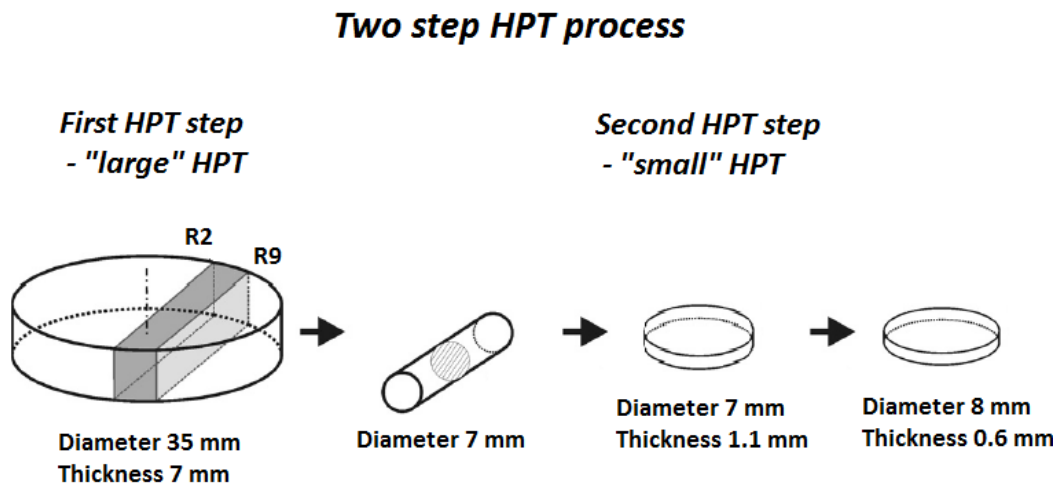 Two step HPT process
First HPT step
- "large" HPT
Second HPT step
- "small" HPT
R2
R9
Diameter 35 mm
Thickness 7 mm
Diameter 7 mm
Diameter 7 mm
Thickness 1.1 mm
Diameter 8 mm
Thickness 0.6 mm